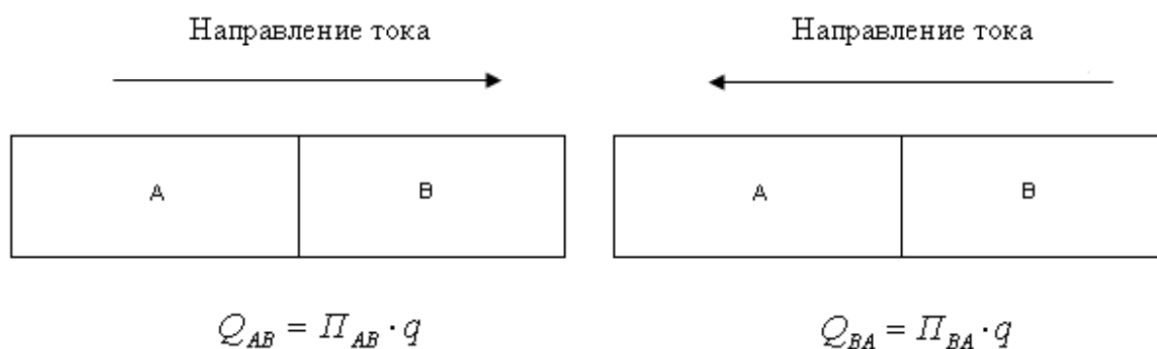 Направление тока
Направление тока
A
B
A
B
Q_AB = Π_AB · q
Q_BA = Π_BA · q